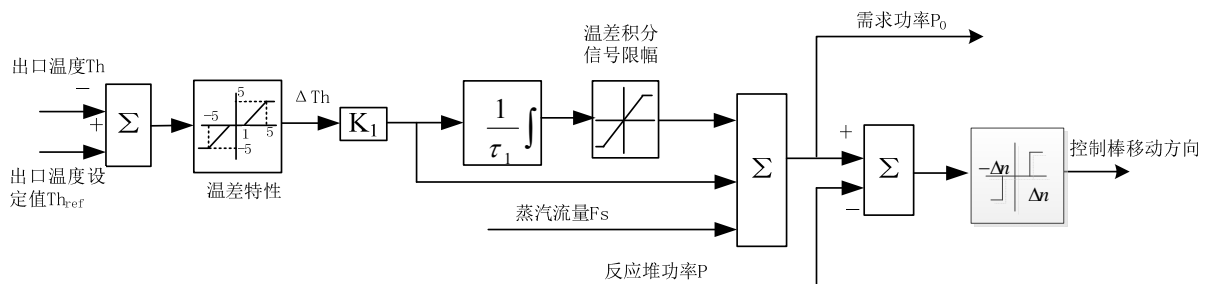 需求功率P0
温差积分
信号限幅
出口温度Th
−
+
Σ
出口温度设
定值Thref
5
−5
1
5
−5
温差特性
ΔTh
K1
1
τ1
∫
蒸汽流量Fs
反应堆功率P
Σ
+
−
Σ
−Δn
Δn
控制棒移动方向